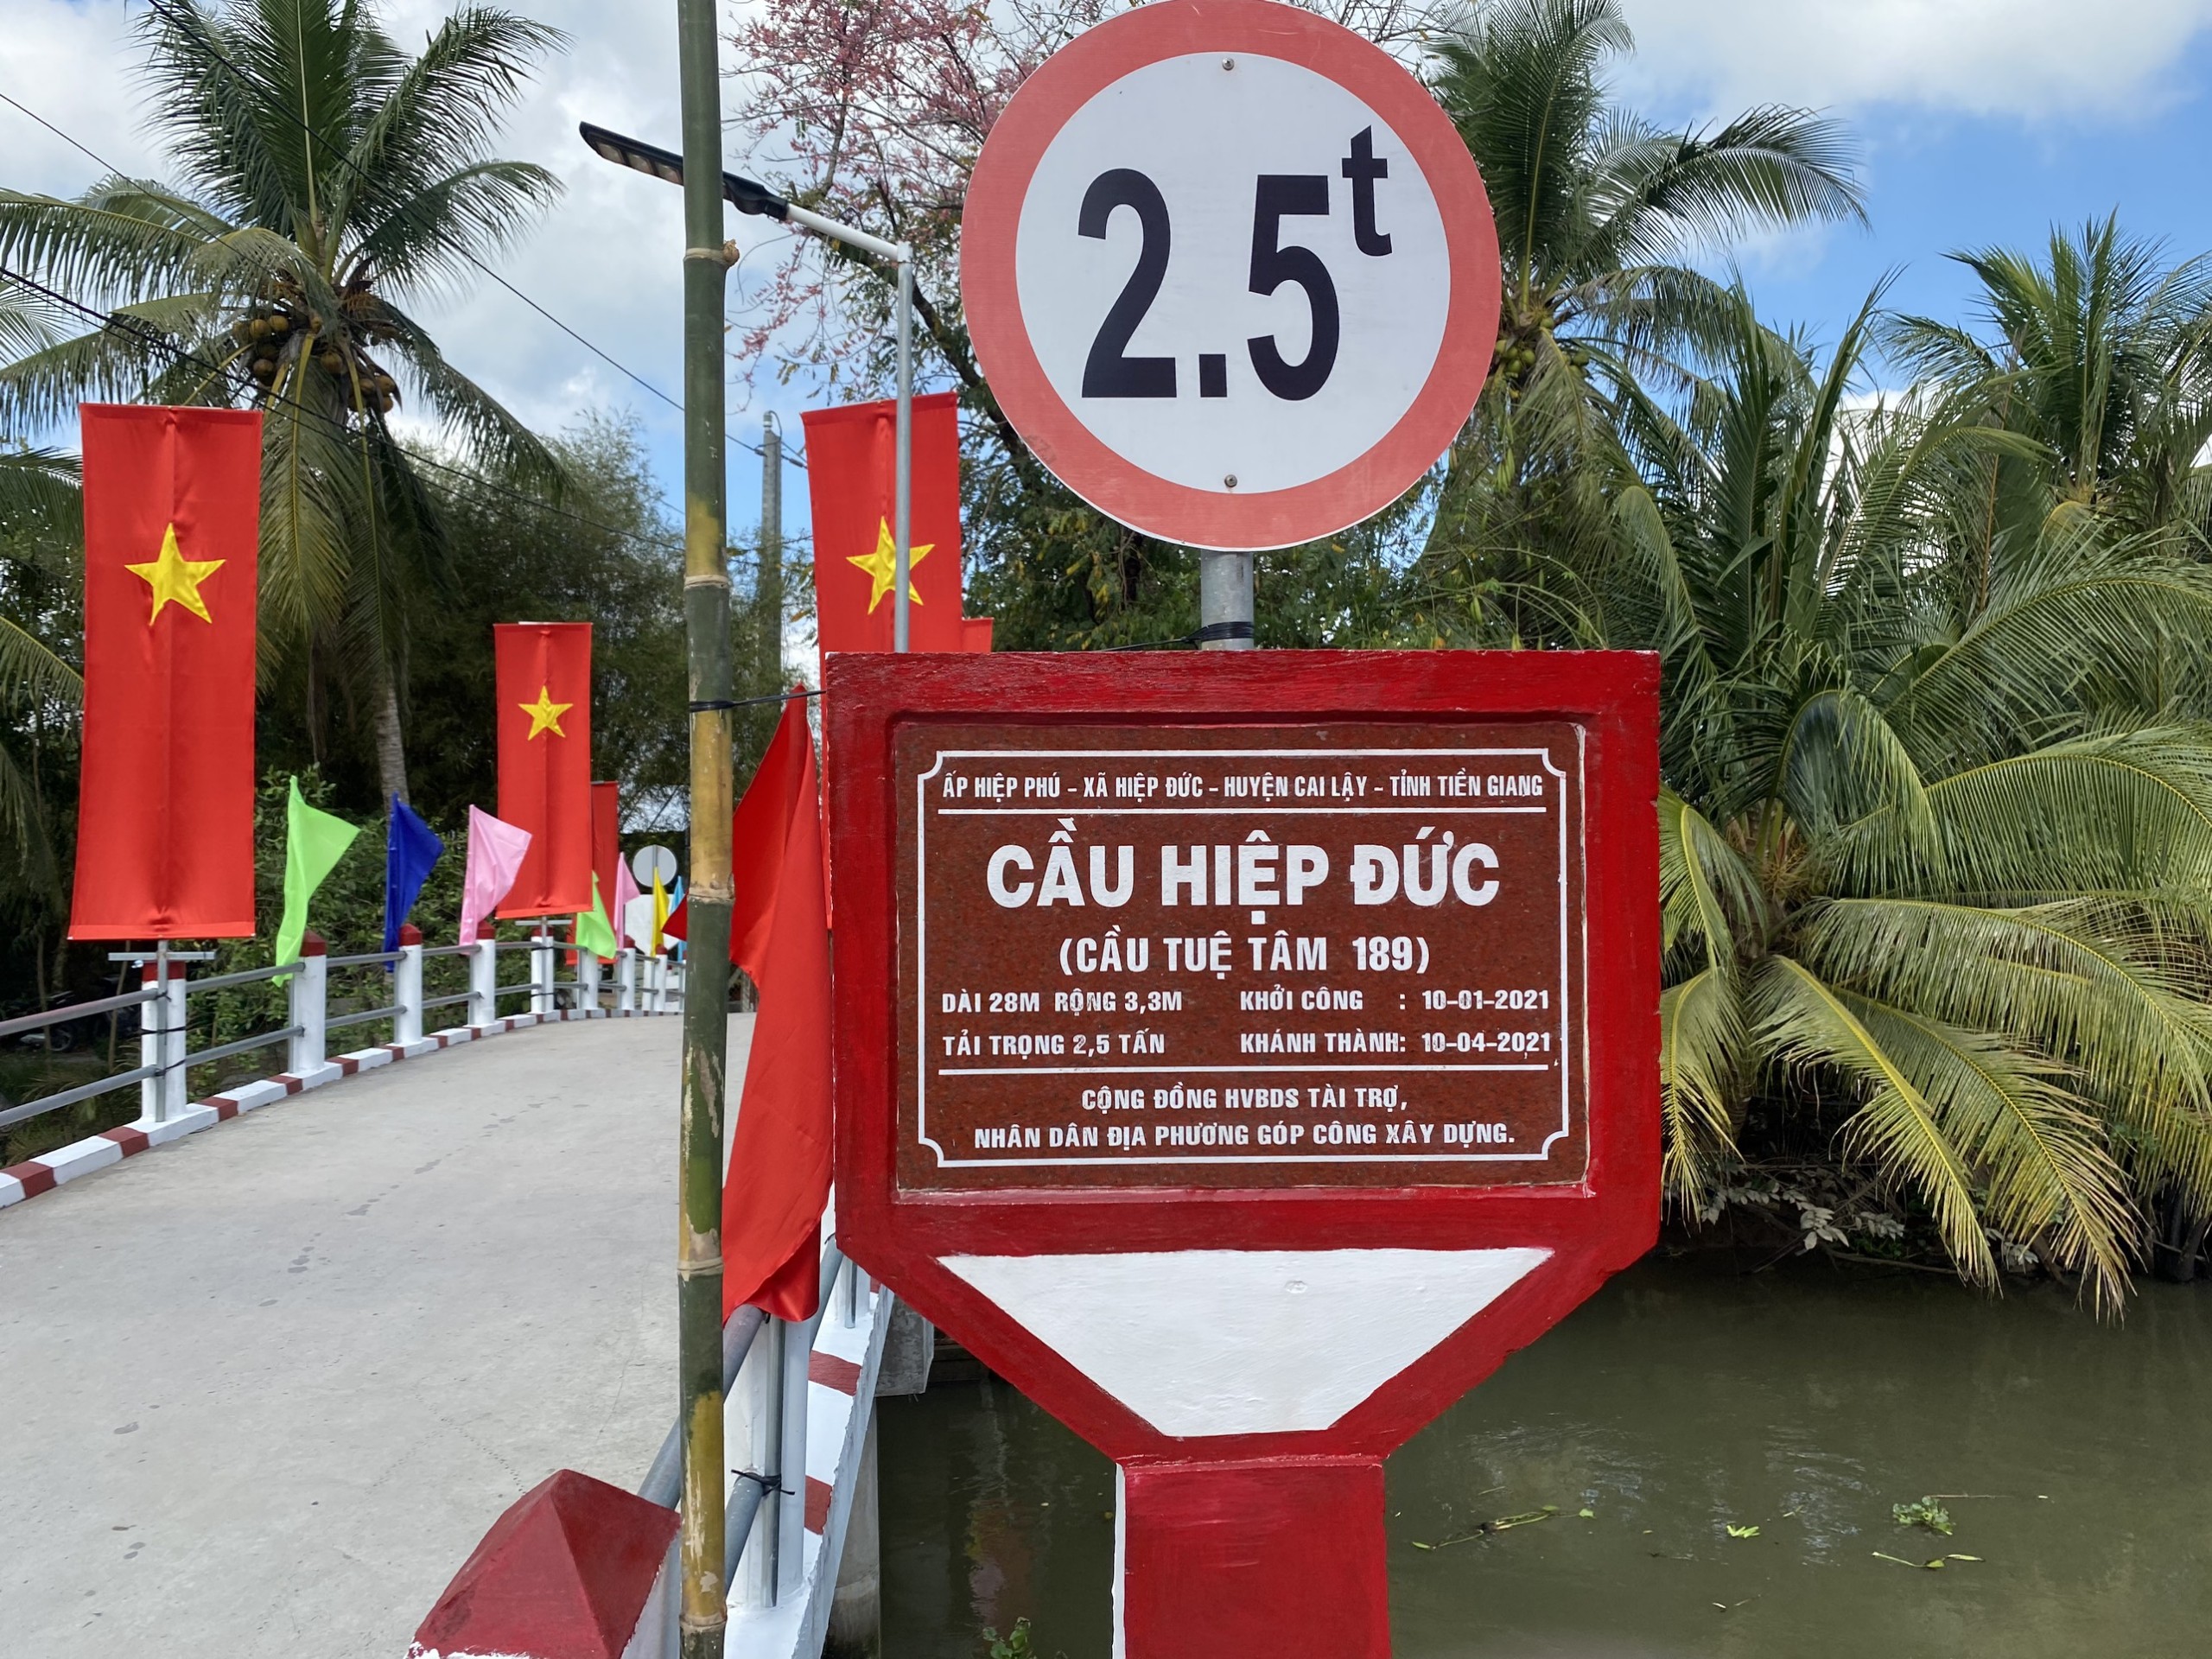 2.5t
ẤP HIỆP PHÚ - XÃ HIỆP ĐỨC - HUYỆN CAI LẬY - TỈNH TIỀN GIANG
CẦU HIỆP ĐỨC
(CẦU TUỆ TÂM 189)
DÀI 28M RỘNG 3,3M KHỞI CÔNG : 10-01-2021
TẢI TRỌNG 2,5 TẤN KHÁNH THÀNH: 10-04-2021
CỘNG ĐỒNG HVBDS TÀI TRỢ,
NHÂN DÂN ĐỊA PHƯƠNG GÓP CÔNG XÂY DỰNG.